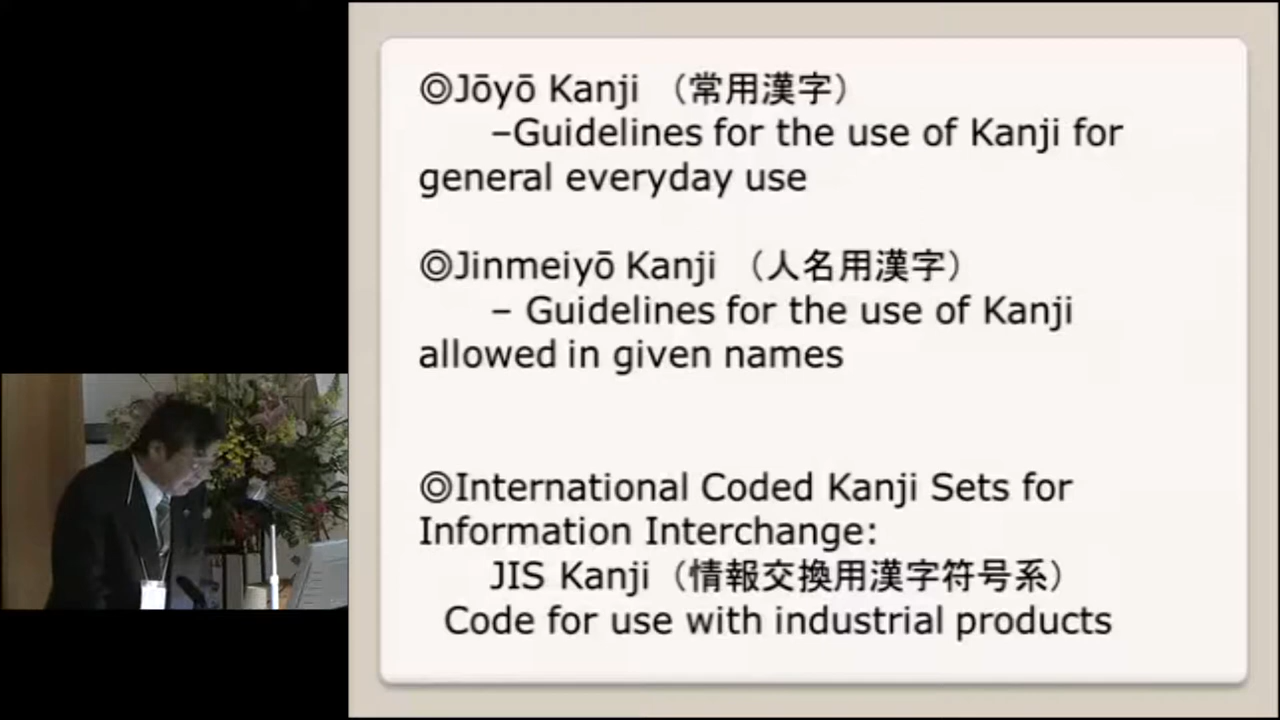 ◎Jōyō Kanji （常用漢字）
–Guidelines for the use of Kanji for
general everyday use
◎Jinmeiyō Kanji （人名用漢字）
– Guidelines for the use of Kanji
allowed in given names
◎International Coded Kanji Sets for
Information Interchange:
JIS Kanji（情報交換用漢字符号系）
Code for use with industrial products